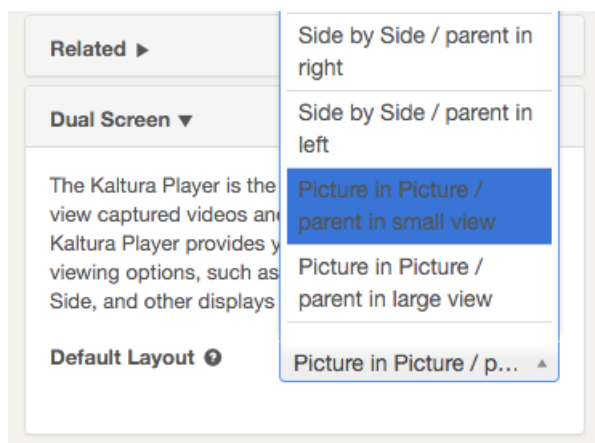 Related ▶
Dual Screen ▼
The Kaltura Player is the
view captured videos an
Kaltura Player provides y
viewing options, such as
Side, and other displays
Default Layout
Side by Side / parent in
right
Side by Side / parent in
left
Picture in Picture /
parent in small view
Picture in Picture /
parent in large view
Picture in Picture / p...